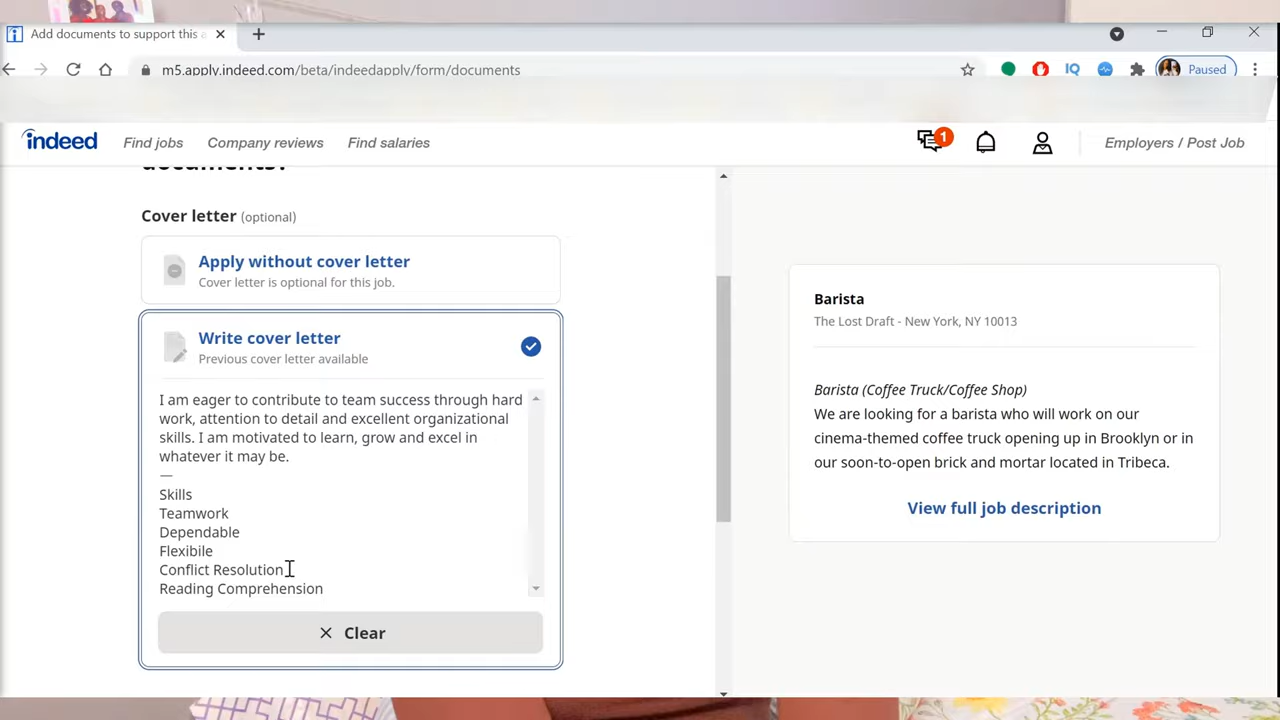 Add documents to support this a
m5.apply.indeed.com/beta/indeedapply/form/documents
IQ
Paused
indeed
Find jobs
Company reviews
Find salaries
1
Employers / Post Job
documents?
Cover letter (optional)
Apply without cover letter
Cover letter is optional for this job.
Write cover letter
Previous cover letter available
I am eager to contribute to team success through hard
work, attention to detail and excellent organizational
skills. I am motivated to learn, grow and excel in
whatever it may be.
—
Skills
Teamwork
Dependable
Flexibile
Conflict Resolution
Reading Comprehension
Clear
Barista
The Lost Draft - New York, NY 10013
Barista (Coffee Truck/Coffee Shop)
We are looking for a barista who will work on our
cinema-themed coffee truck opening up in Brooklyn or in
our soon-to-open brick and mortar located in Tribeca.
View full job description